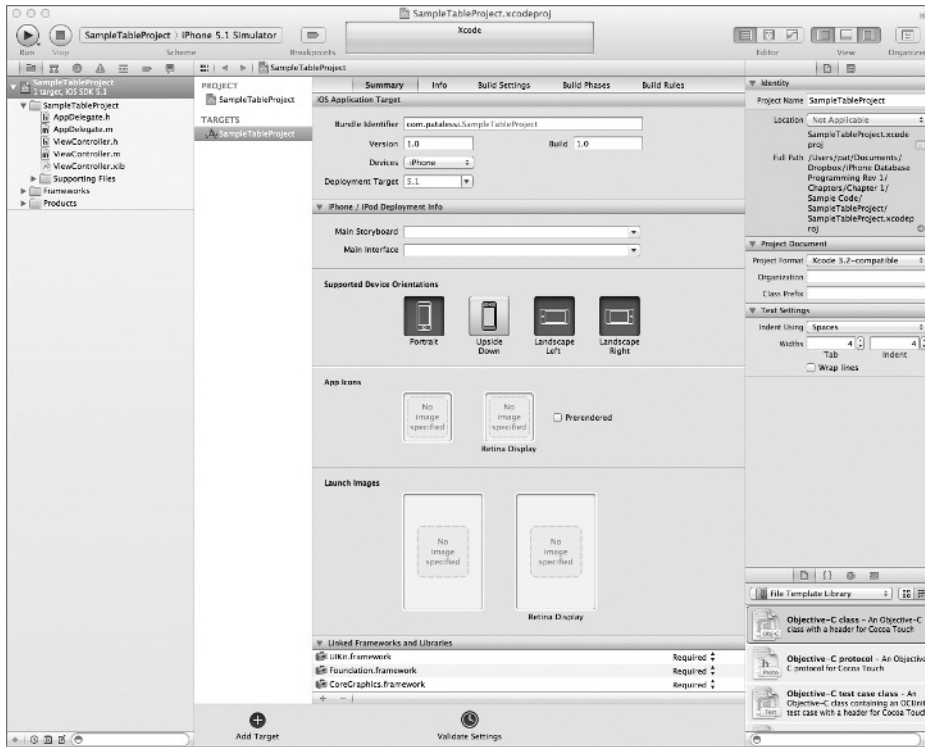 SampleTableProject.xcodeproj
SampleTableProject iPhone 5.1 Simulator
Xcode
Run Stop Scheme Breakpoints Editor View Organizer
SampleTableProject
SampleTableProject
1 target, iOS SDK 5.1
SampleTableProject
h AppDelegate.h
m AppDelegate.m
h ViewController.h
m ViewController.m
ViewController.xib
Supporting Files
Frameworks
Products
PROJECT
SampleTableProject
TARGETS
SampleTableProject
Summary Info Build Settings Build Phases Build Rules
iOS Application Target
Bundle Identifier com.patalessi.SampleTableProject
Version 1.0 Build 1.0
Devices iPhone
Deployment Target 5.1
iPhone / iPod Deployment Info
Main Storyboard
Main Interface
Supported Device Orientations
Portrait
Upside Down
Landscape Left
Landscape Right
App Icons
No image specified
No image specified
Prerendered
Retina Display
Launch Images
No image specified
No image specified
Retina Display
Linked Frameworks and Libraries
UIKit.framework Required
Foundation.framework Required
CoreGraphics.framework Required
Add Target
Validate Settings
Identity
Project Name SampleTableProject
Location Not Applicable
SampleTableProject.xcode
proj
Full Path /Users/pat/Documents/
Dropbox/iPhone Database
Programming Rev 1/
Chapters/Chapter 1/
Sample Code/
SampleTableProject/
SampleTableProject.xcodep
roj
Project Document
Project Format Xcode 3.2-compatible
Organization
Class Prefix
Text Settings
Indent Using Spaces
Widths 4 4
Tab Indent
Wrap lines
File Template Library
Objective-C class - An Objective-C
class with a header for Cocoa Touch
Objective-C protocol - An Objective
C protocol for Cocoa Touch
Objective-C test case class - An
Objective-C class containing an OCUnit
test case with a header for Cocoa Touch